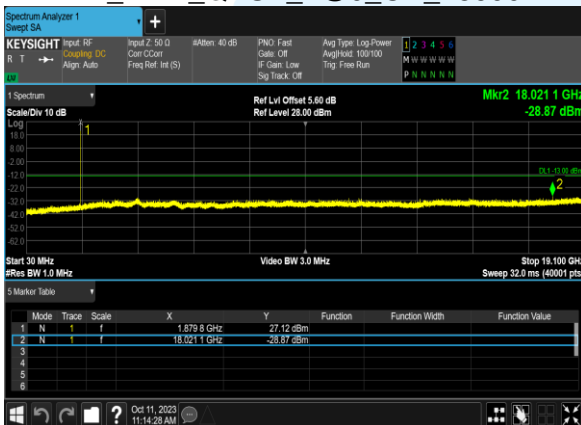 Spectrum Analyzer 1
Swept SA
KEYSIGHT Input: RF Input Z: 50 Ω #Atten: 40 dB PNO: Fast Avg Type: Log-Power 1 2 3 4 5 6
R T Coupling: DC Corr CCorr Gate: Off Avg|Hold: 100/100 M W W W W W
Align: Auto Freq Ref: Int (S) IF Gain: Low Trig: Free Run
Sig Track: Off P N N N N N
1 Spectrum Ref Lvl Offset 5.60 dB Mkr2 18.021 1 GHz
Scale/Div 10 dB Ref Level 28.00 dBm -28.87 dBm
Log
1
18.0
8.00
-2.00
-12.0 DL1 -13.00 dBm
-22.0 2
-32.0
-42.0
-52.0
-62.0
Start 30 MHz Video BW 3.0 MHz Stop 19.100 GHz
#Res BW 1.0 MHz Sweep 32.0 ms (40001 pts
5 Marker Table
Mode Trace Scale X Y Function Function Width Function Value
1 N 1 f 1.879 8 GHz 27.12 dBm
2 N 1 f 18.021 1 GHz -28.87 dBm
3
4
5
6
? Oct 11, 2023
11:14:28 AM